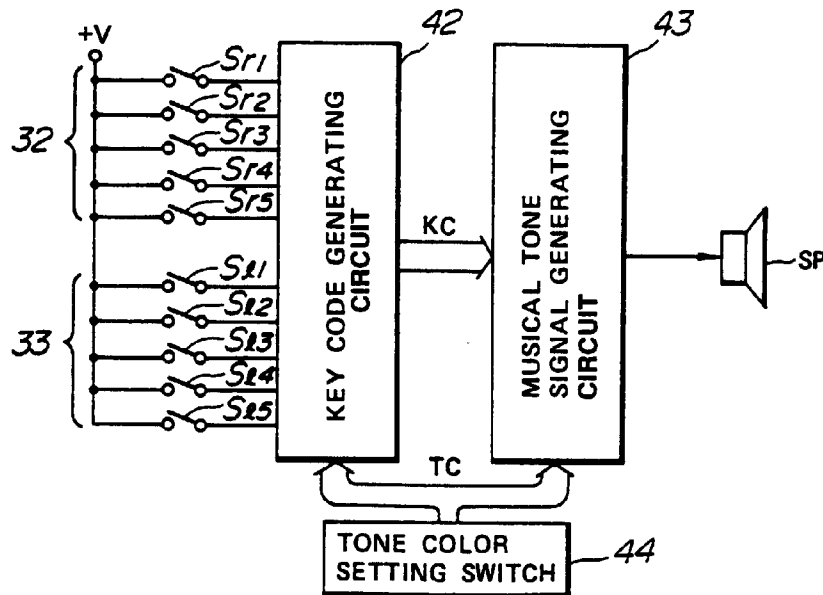 +V
42
43
32
Sr1
Sr2
Sr3
Sr4
Sr5
33
Sℓ1
Sℓ2
Sℓ3
Sℓ4
Sℓ5
KEY CODE GENERATING
CIRCUIT
KC
MUSICAL TONE
SIGNAL GENERATING
CIRCUIT
SP
TC
TONE COLOR
SETTING SWITCH
44